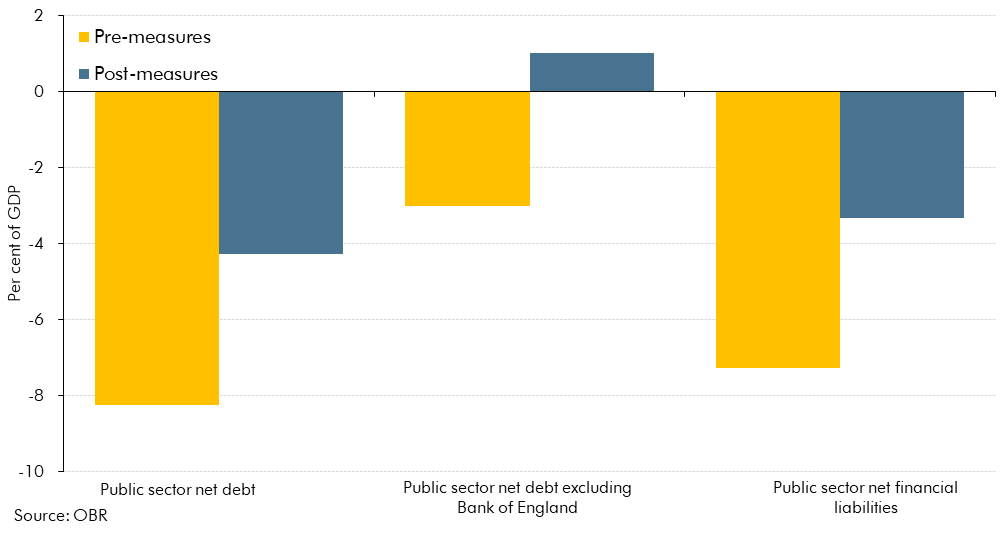 2
Pre-measures
Post-measures
0
-2
-4
-6
-8
-10
Per cent of GDP
Public sector net debt
Public sector net debt excluding
Bank of England
Public sector net financial
liabilities
Source: OBR